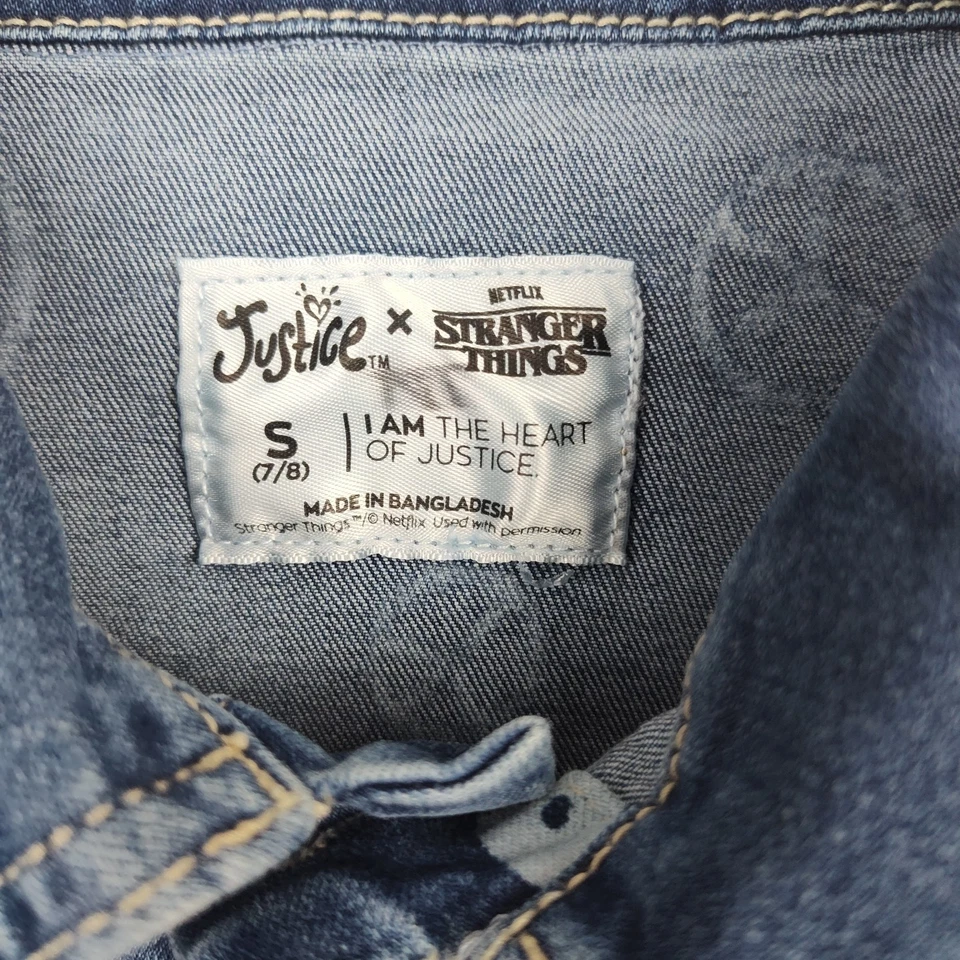 Justice™ x NETFLIX
STRANGER
THINGS
S
(7/8)
I AM THE HEART
OF JUSTICE.
MADE IN BANGLADESH
Stranger Things™/© Netflix Used with permission